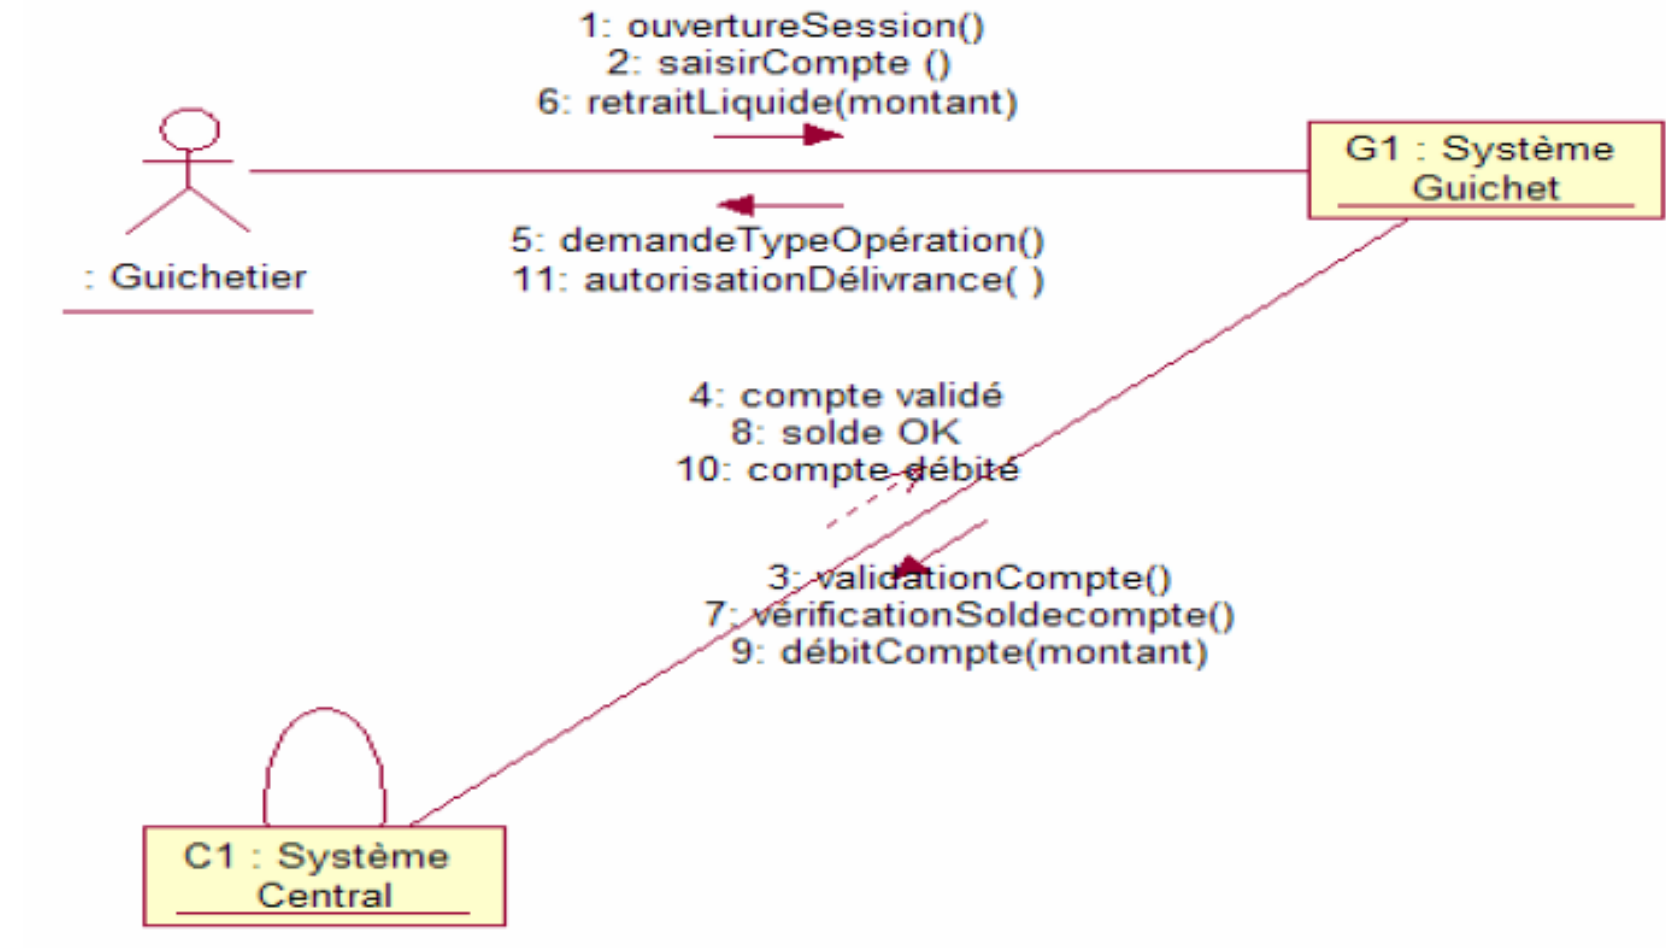 1: ouvertureSession()
2: saisirCompte ()
6: retraitLiquide(montant)
G1 : Système
Guichet
5: demandeTypeOpération()
11: autorisationDélivrance( )
: Guichetier
4: compte validé
8: solde OK
10: compte débité
3: validationCompte()
7: vérificationSoldecompte()
9: débitCompte(montant)
C1 : Système
Central